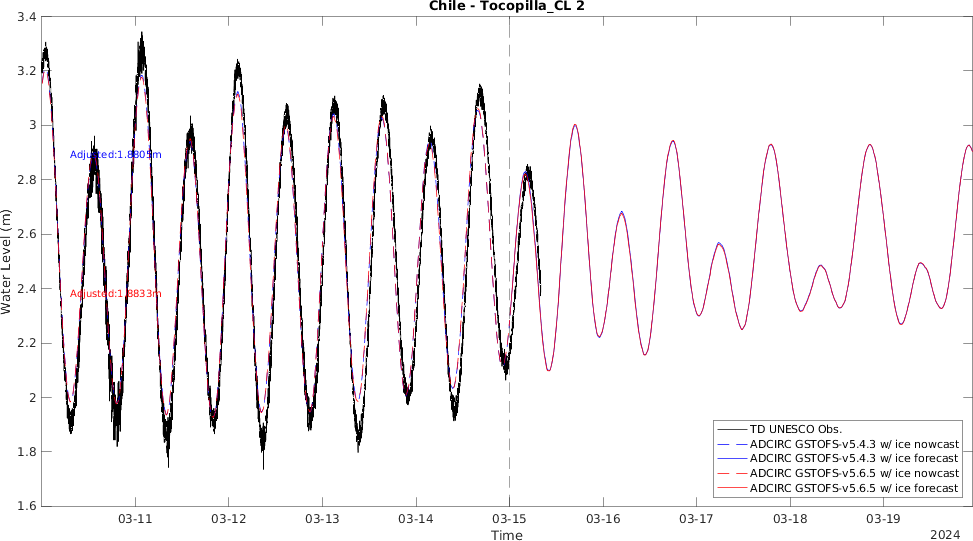 Chile - Tocopilla_CL 2
Water Level (m)
3.4
3.2
3
2.8
2.6
2.4
2.2
2
1.8
1.6
Adjusted:1.8805m
Adjusted:1.8833m
TD UNESCO Obs.
ADCIRC GSTOFS-v5.4.3 w/ ice nowcast
ADCIRC GSTOFS-v5.4.3 w/ ice forecast
ADCIRC GSTOFS-v5.6.5 w/ ice nowcast
ADCIRC GSTOFS-v5.6.5 w/ ice forecast
03-11 03-12 03-13 03-14 03-15 03-16 03-17 03-18 03-19
Time
2024